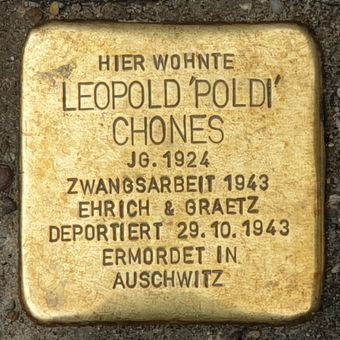 HIER WOHNTE
LEOPOLD 'POLDI'
CHONES
JG. 1924
ZWANGSARBEIT 1943
EHRICH & GRAETZ
DEPORTIERT 29.10.1943
ERMORDET IN
AUSCHWITZ